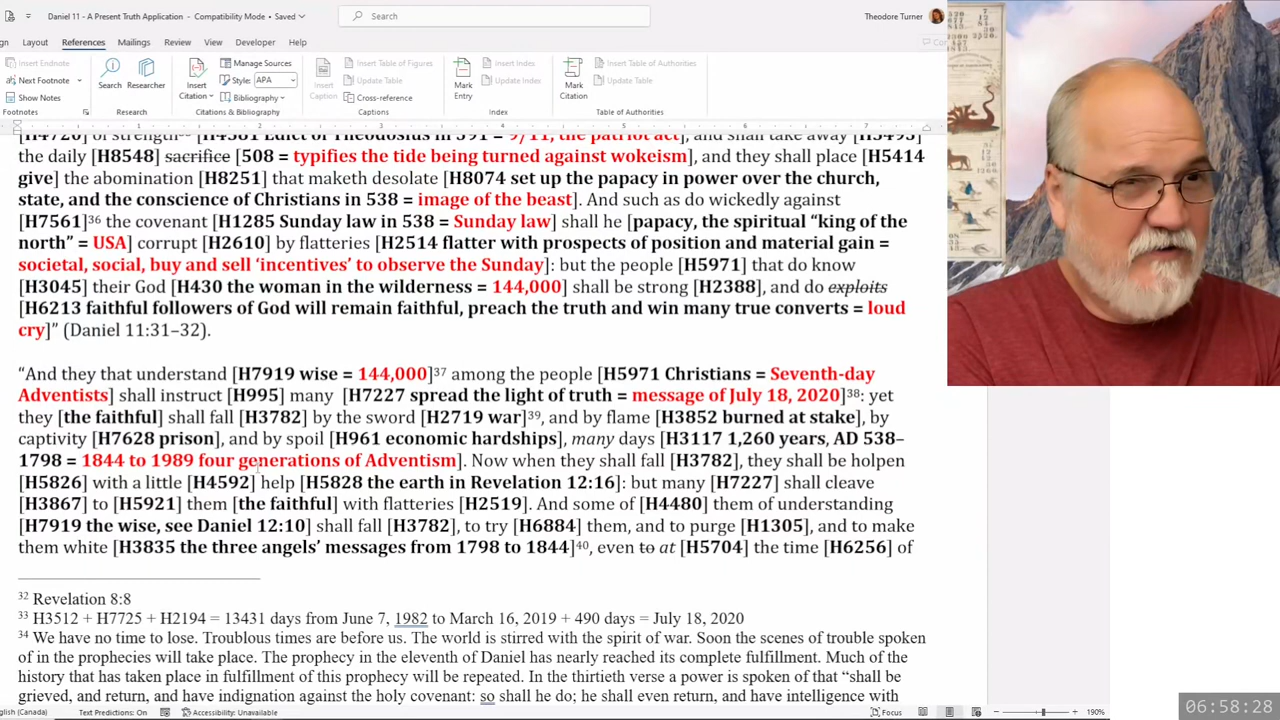 Daniel 11 - A Present Truth Application - Compatibility Mode • Saved
Search
Theodore Turner
Layout References Mailings Review View Developer Help
Insert Endnote
Next Footnote
Show Notes
Footnotes
Search
Researcher
Research
Insert Citation
Manage Sources
Style: APA
Bibliography
Citations & Bibliography
Insert Caption
Insert Table of Figures
Update Table
Cross-reference
Captions
Mark Entry
Insert Index
Update Index
Index
Mark Citation
Insert Table of Authorities
Update Table
Table of Authorities
the daily [H8548] sacrifice [508 = typifies the tide being turned against wokeism], and they shall place [H5414
give] the abomination [H8251] that maketh desolate [H8074 set up the papacy in power over the church,
state, and the conscience of Christians in 538 = image of the beast]. And such as do wickedly against
[H7561]36 the covenant [H1285 Sunday law in 538 = Sunday law] shall he [papacy, the spiritual “king of the
north” = USA] corrupt [H2610] by flatteries [H2514 flatter with prospects of position and material gain =
societal, social, buy and sell ‘incentives’ to observe the Sunday]: but the people [H5971] that do know
[H3045] their God [H430 the woman in the wilderness = 144,000] shall be strong [H2388], and do exploits
[H6213 faithful followers of God will remain faithful, preach the truth and win many true converts = loud
cry]” (Daniel 11:31–32).
“And they that understand [H7919 wise = 144,000]37 among the people [H5971 Christians = Seventh-day
Adventists] shall instruct [H995] many [H7227 spread the light of truth = message of July 18, 2020]38: yet
they [the faithful] shall fall [H3782] by the sword [H2719 war]39, and by flame [H3852 burned at stake], by
captivity [H7628 prison], and by spoil [H961 economic hardships], many days [H3117 1,260 years, AD 538–
1798 = 1844 to 1989 four generations of Adventism]. Now when they shall fall [H3782], they shall be holpen
[H5826] with a little [H4592] help [H5828 the earth in Revelation 12:16]: but many [H7227] shall cleave
[H3867] to [H5921] them [the faithful] with flatteries [H2519]. And some of [H4480] them of understanding
[H7919 the wise, see Daniel 12:10] shall fall [H3782], to try [H6884] them, and to purge [H1305], and to make
them white [H3835 the three angels’ messages from 1798 to 1844]40, even to at [H5704] the time [H6256] of
32 Revelation 8:8
33 H3512 + H7725 + H2194 = 13431 days from June 7, 1982 to March 16, 2019 + 490 days = July 18, 2020
34 We have no time to lose. Troublous times are before us. The world is stirred with the spirit of war. Soon the scenes of trouble spoken
of in the prophecies will take place. The prophecy in the eleventh of Daniel has nearly reached its complete fulfillment. Much of the
history that has taken place in fulfillment of this prophecy will be repeated. In the thirtieth verse a power is spoken of that “shall be
grieved, and return, and have indignation against the holy covenant: so shall he do; he shall even return, and have intelligence with
English (Canada) Text Predictions: On Accessibility: Unavailable Focus 190%
06:58:28